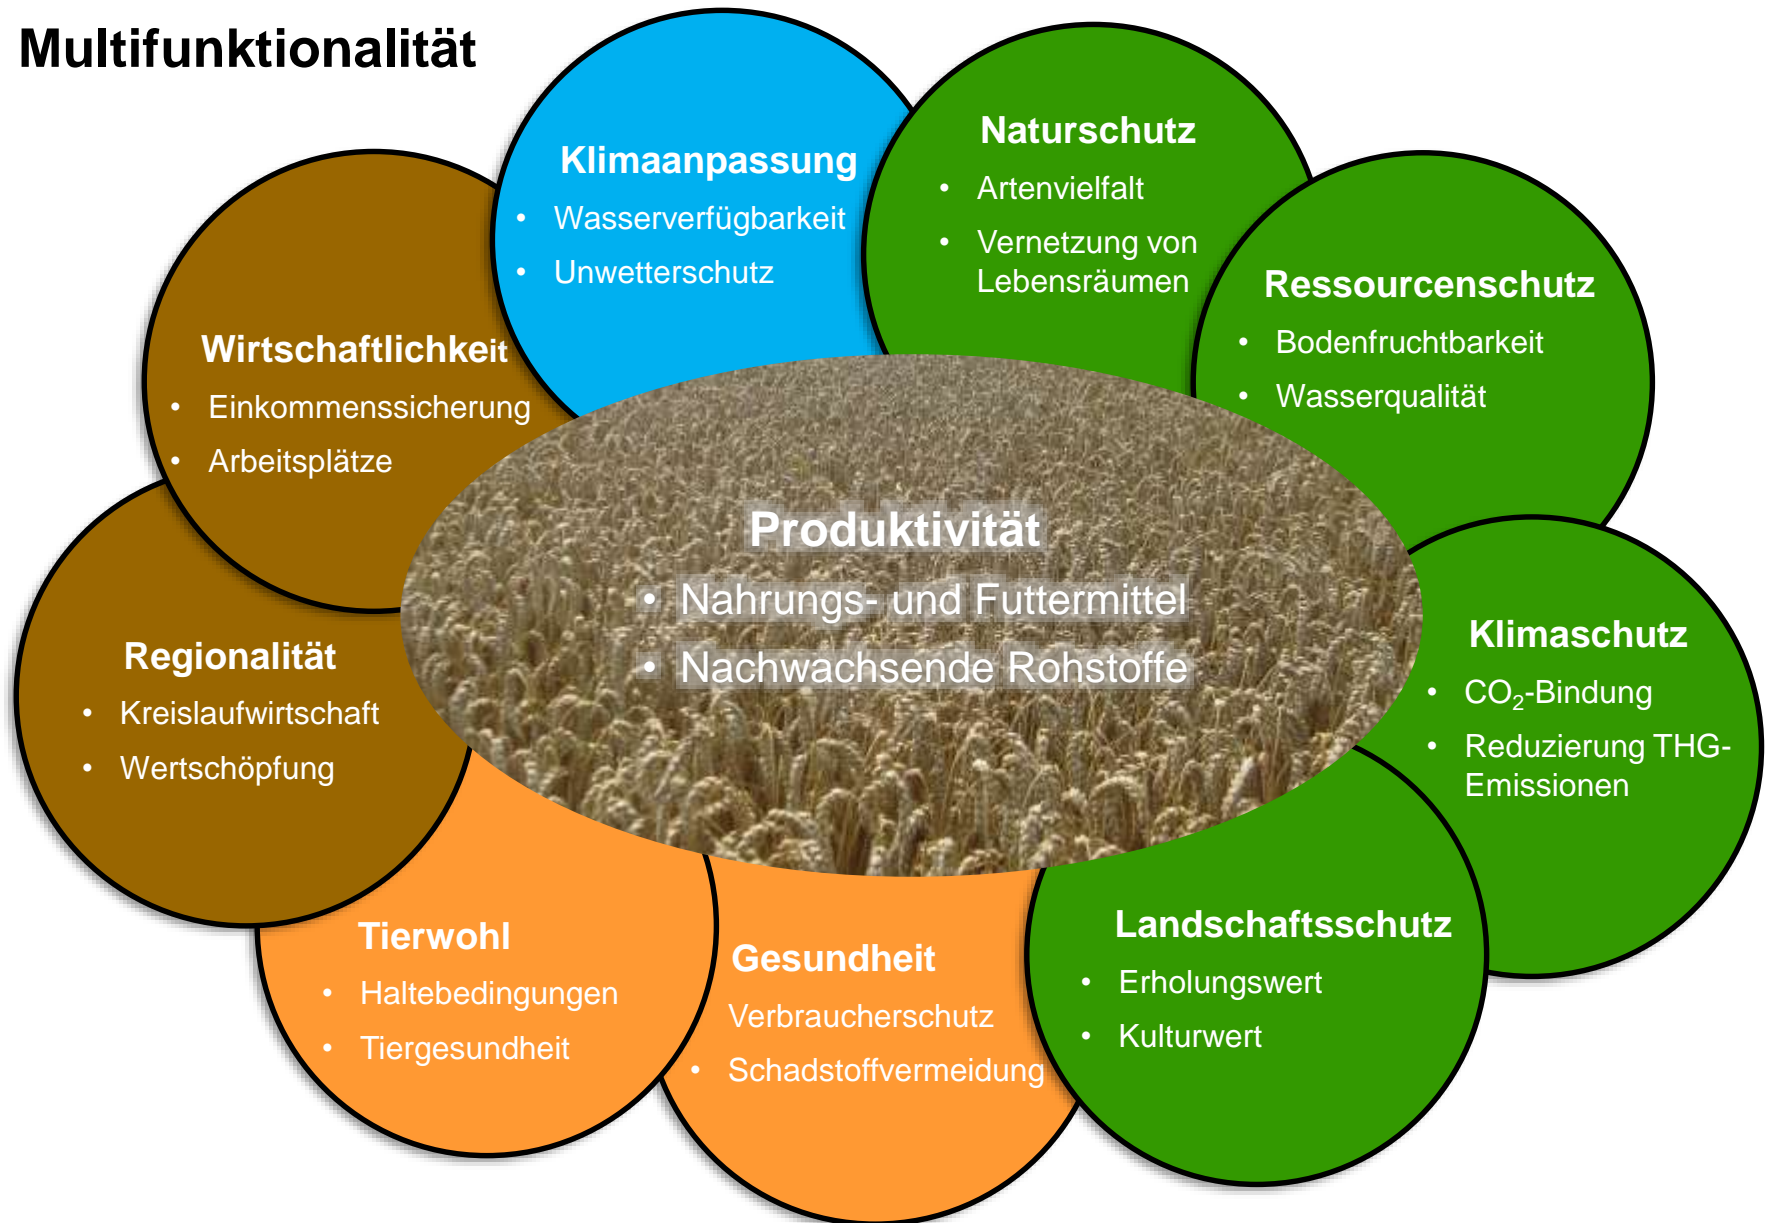 Multifunktionalität
Klimaanpassung
• Wasserverfügbarkeit
• Unwetterschutz
Naturschutz
• Artenvielfalt
• Vernetzung von
Lebensräumen
Ressourcenschutz
• Bodenfruchtbarkeit
• Wasserqualität
Wirtschaftlichkeit
• Einkommenssicherung
• Arbeitsplätze
Produktivität
• Nahrungs- und Futtermittel
• Nachwachsende Rohstoffe
Klimaschutz
• CO₂-Bindung
• Reduzierung THG-
Emissionen
Regionalität
• Kreislaufwirtschaft
• Wertschöpfung
Tierwohl
• Haltebedingungen
• Tiergesundheit
Gesundheit
Verbraucherschutz
• Schadstoffvermeidung
Landschaftsschutz
• Erholungswert
• Kulturwert